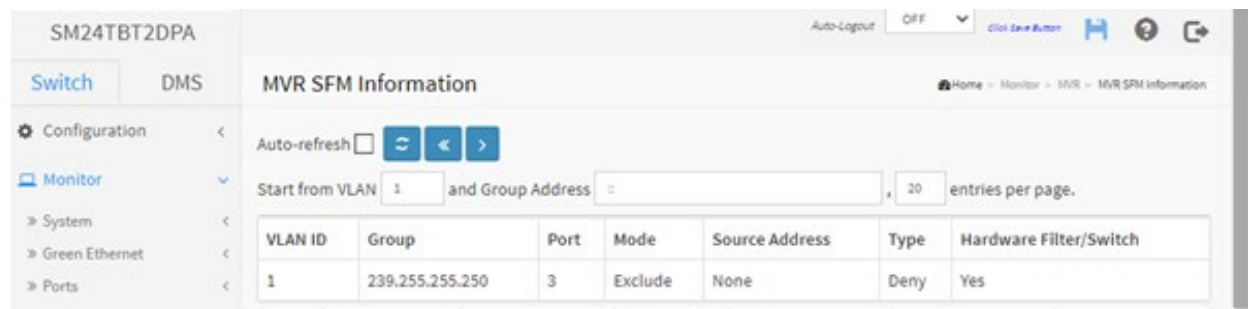 SM24TBT2DPA
Auto-Logout OFF Click Save Button
Switch DMS
MVR SFM Information
Home > Monitor > MVR > MVR SFM Information
Configuration
Auto-refresh
Monitor
Start from VLAN 1 and Group Address :: , 20 entries per page.
» System
» Green Ethernet
» Ports
VLAN ID Group Port Mode Source Address Type Hardware Filter/Switch
1 239.255.255.250 3 Exclude None Deny Yes